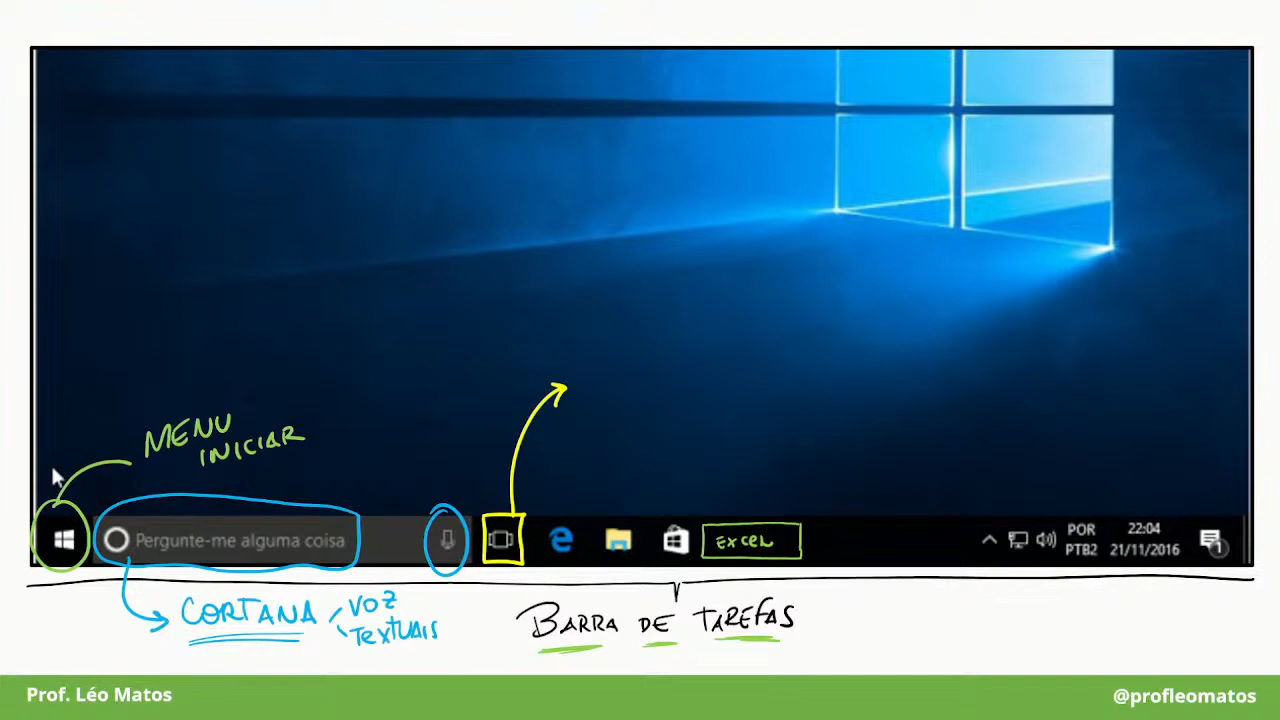 MENU
INICIAR
Pergunte-me alguma coisa
EXCEL
POR
PTB2
22:04
21/11/2016
1
CORTANA
VOZ
TEXTUAIS
BARRA DE TAREFAS
Prof. Léo Matos
@profleomatos